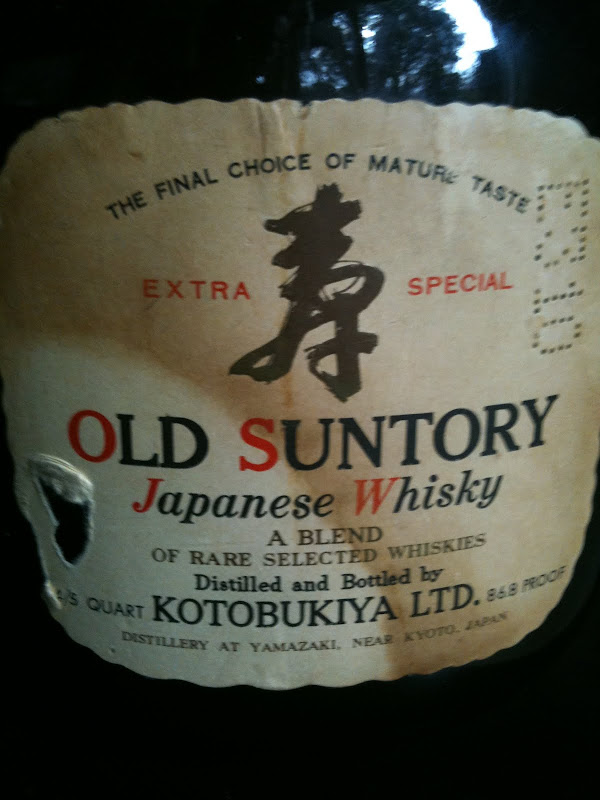 THE FINAL CHOICE OF MATURE TASTE
寿
EXTRA SPECIAL
OLD SUNTORY
Japanese Whisky
A BLEND
OF RARE SELECTED WHISKIES
Distilled and Bottled by
/5 QUART KOTOBUKIYA LTD. 86.8 PROOF
DISTILLERY AT YAMAZAKI, NEAR KYOTO. JAPAN